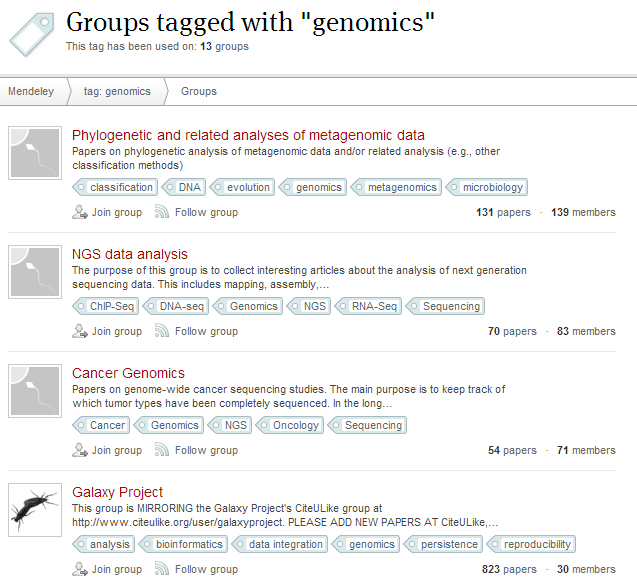 Groups tagged with "genomics"
This tag has been used on: 13 groups
Mendeley tag: genomics Groups
Phylogenetic and related analyses of metagenomic data
Papers on phylogenetic analysis of metagenomic data and/or related analysis (e.g., other
classification methods)
classification DNA evolution genomics metagenomics microbiology
Join group Follow group 131 papers · 139 members
NGS data analysis
The purpose of this group is to collect interesting articles about the analysis of next generation
sequencing data. This includes mapping, assembly,...
ChIP-Seq DNA-seq Genomics NGS RNA-Seq Sequencing
Join group Follow group 70 papers · 83 members
Cancer Genomics
Papers on genome-wide cancer sequencing studies. The main purpose is to keep track of
which tumor types have been completely sequenced. In the long...
Cancer Genomics NGS Oncology Sequencing
Join group Follow group 54 papers · 71 members
Galaxy Project
This group is MIRRORING the Galaxy Project's CiteULike group at
http://www.citeulike.org/user/galaxyproject. PLEASE ADD NEW PAPERS AT CiteULike,...
analysis bioinformatics data integration genomics persistence reproducibility
Join group Follow group 823 papers · 30 members